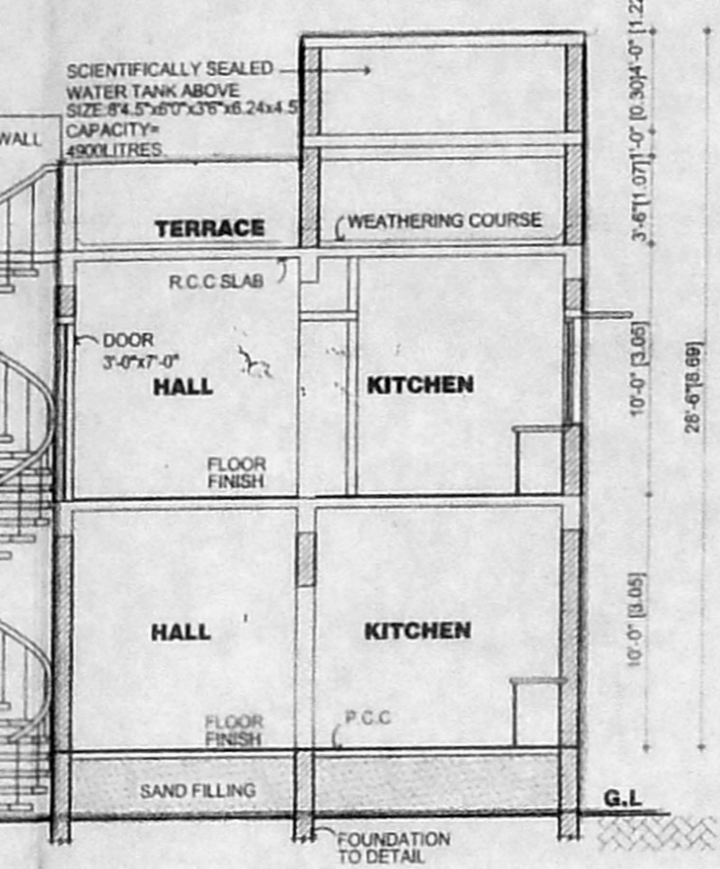 SCIENTIFICALLY SEALED
WATER TANK ABOVE
SIZE:8'4.5"x6'0"x3'6"x6.24x4.5
CAPACITY=
4900LITRES
WALL
TERRACE
WEATHERING COURSE
R.C.C SLAB
DOOR
3'-0"x7'-0"
HALL
KITCHEN
FLOOR
FINISH
HALL
KITCHEN
FLOOR
FINISH
P.C.C
SAND FILLING
G.L
FOUNDATION
TO DETAIL
4'-0" [1.22
1'-0" [0.30]
3'-6"[1.07]
10'-0" [3.05]
28'-6"[8.69]
10'-0" [3.05]